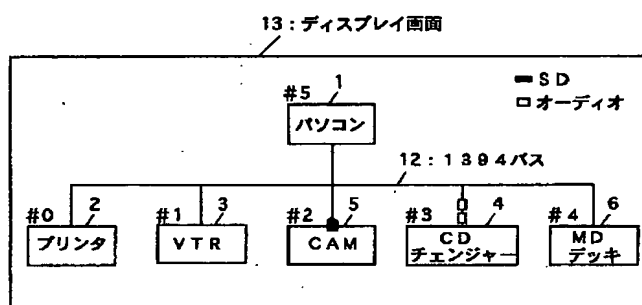 13：ディスプレイ画面
#5 1
パソコン
SD
オーディオ
12：1394バス
#0 2
プリンタ
#1 3
VTR
#2 5
CAM
#3 4
CD
チェンジャー
#4 6
MD
デッキ